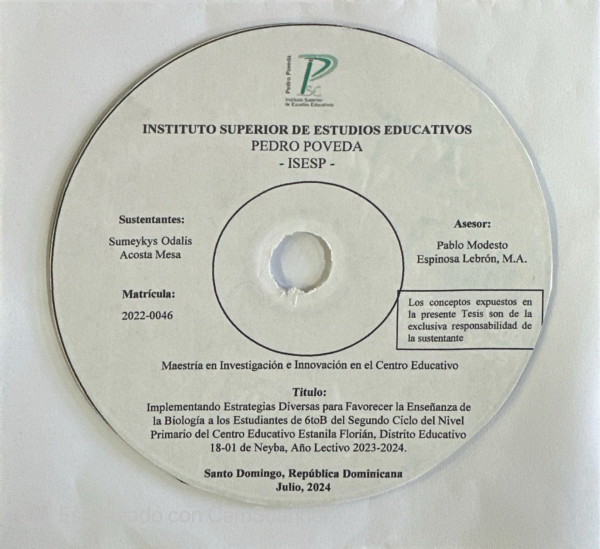 Pedro Poveda
Instituto Superior
de Estudios Educativos
INSTITUTO SUPERIOR DE ESTUDIOS EDUCATIVOS
PEDRO POVEDA
- ISESP -
Sustentantes:
Sumeykys Odalis
Acosta Mesa
Matrícula:
2022-0046
Asesor:
Pablo Modesto
Espinosa Lebrón, M.A.
Los conceptos expuestos en
la presente Tesis son de la
exclusiva responsabilidad de
la sustentante
Maestría en Investigación e Innovación en el Centro Educativo
Titulo:
Implementando Estrategias Diversas para Favorecer la Enseñanza de
la Biología a los Estudiantes de 6toB del Segundo Ciclo del Nivel
Primario del Centro Educativo Estanila Florián, Distrito Educativo
18-01 de Neyba, Año Lectivo 2023-2024.
Santo Domingo, República Dominicana
Julio, 2024